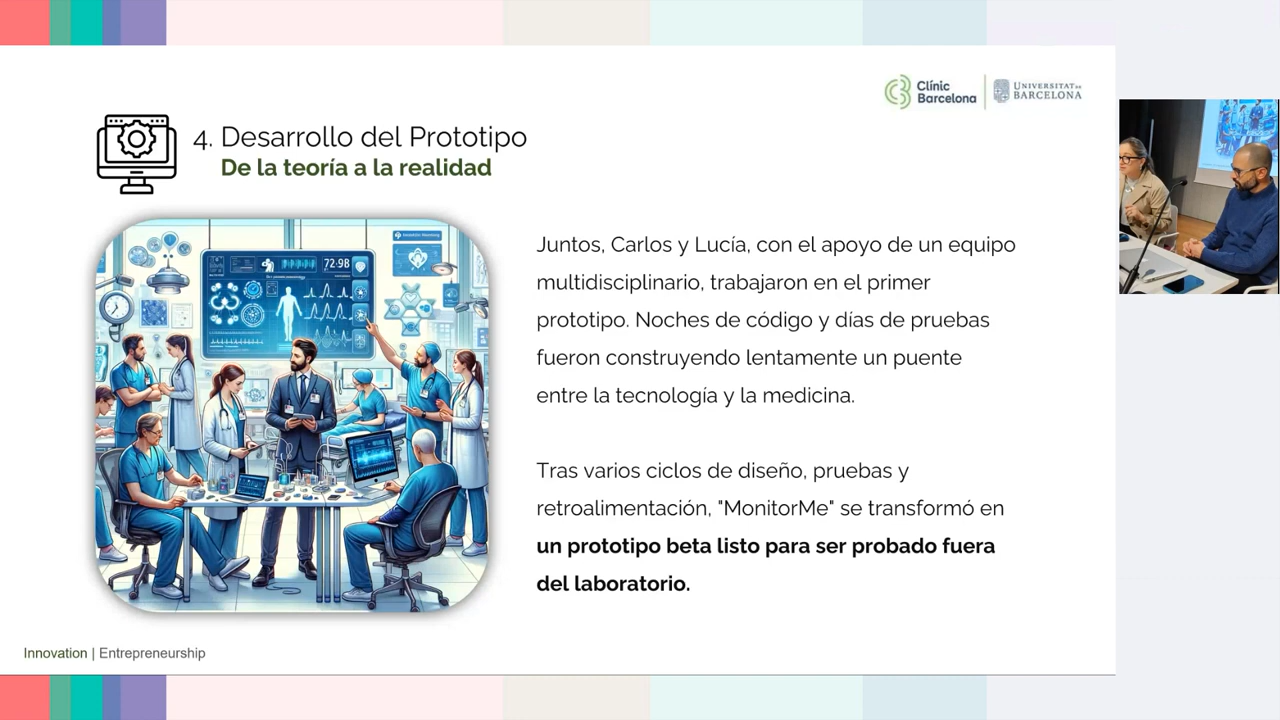 Clínic
Barcelona
UNIVERSITAT DE
BARCELONA
4. Desarrollo del Prototipo
De la teoría a la realidad
72:98
Juntos, Carlos y Lucía, con el apoyo de un equipo
multidisciplinario, trabajaron en el primer
prototipo. Noches de código y días de pruebas
fueron construyendo lentamente un puente
entre la tecnología y la medicina.
Tras varios ciclos de diseño, pruebas y
retroalimentación, "MonitorMe" se transformó en
un prototipo beta listo para ser probado fuera
del laboratorio.
Innovation | Entrepreneurship